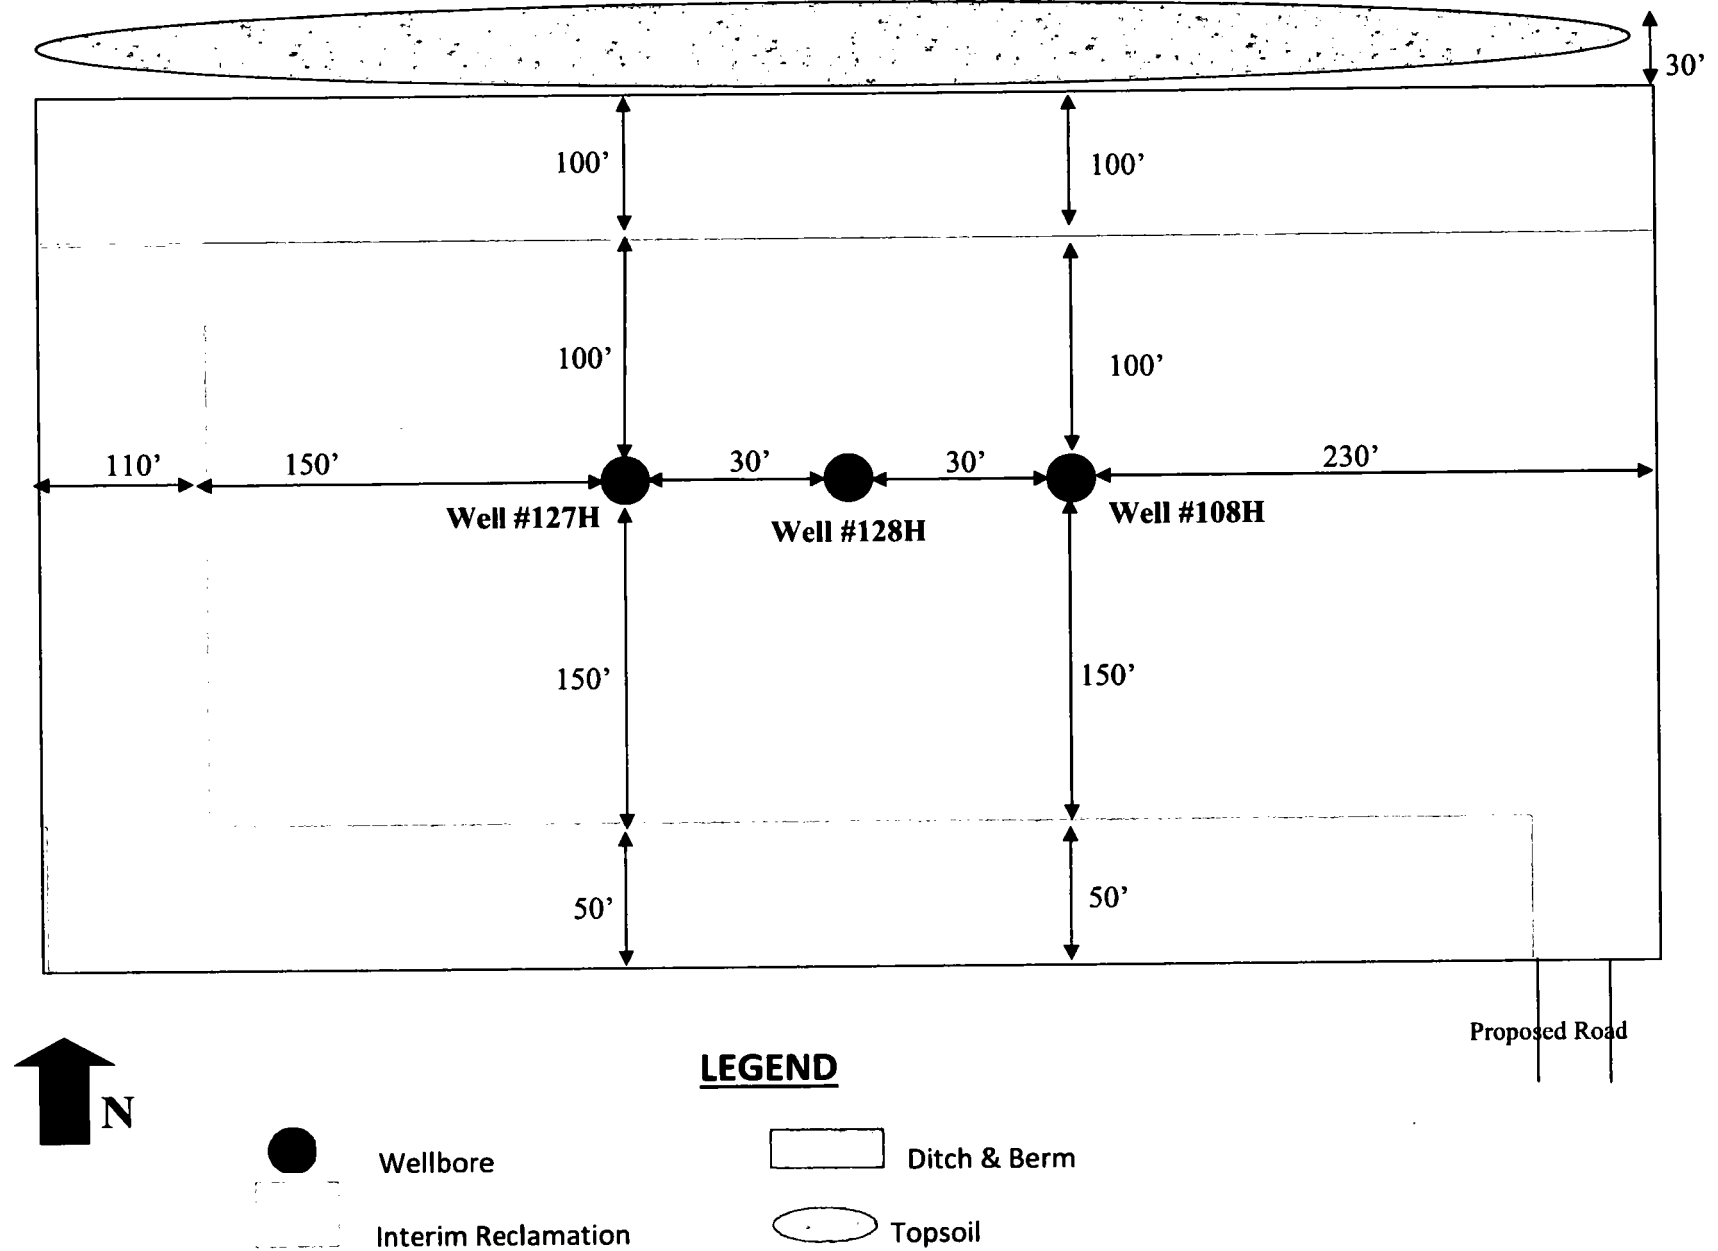 30’
100’ 100’
100’ 100’
110’ 150’ 30’ 30’ 230’
Well #127H Well #128H Well #108H
150’ 150’
50’ 50’
Proposed Road
LEGEND
N
Wellbore Ditch & Berm
Interim Reclamation Topsoil